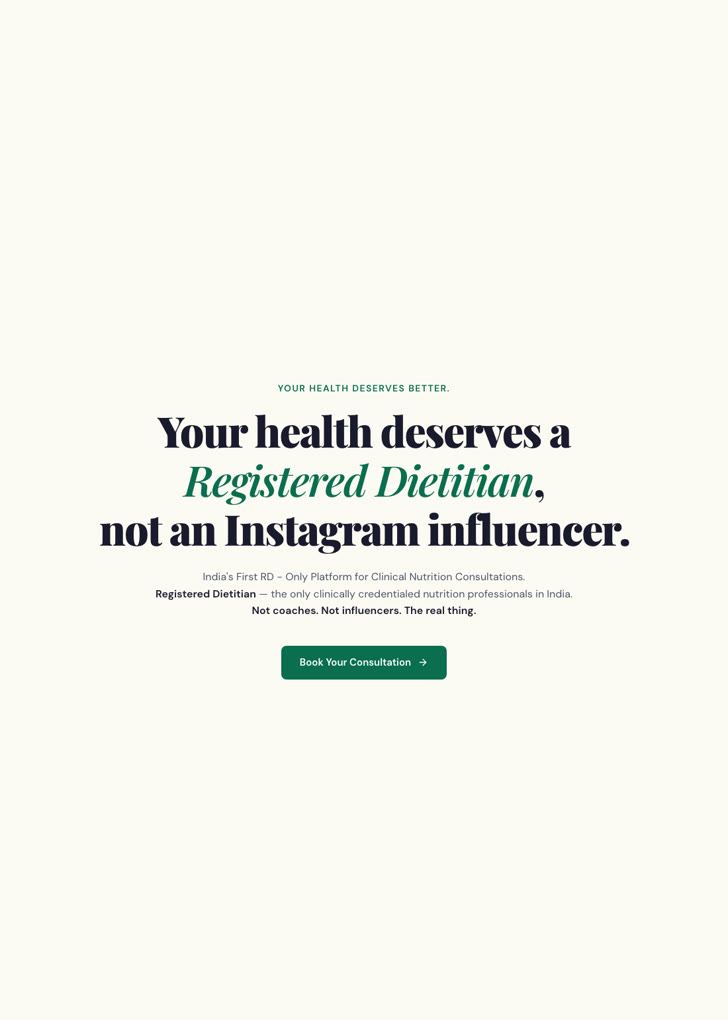 YOUR HEALTH DESERVES BETTER.
Your health deserves a
Registered Dietitian,
not an Instagram influencer.
India's First RD - Only Platform for Clinical Nutrition Consultations.
Registered Dietitian — the only clinically credentialed nutrition professionals in India.
Not coaches. Not influencers. The real thing.
Book Your Consultation →